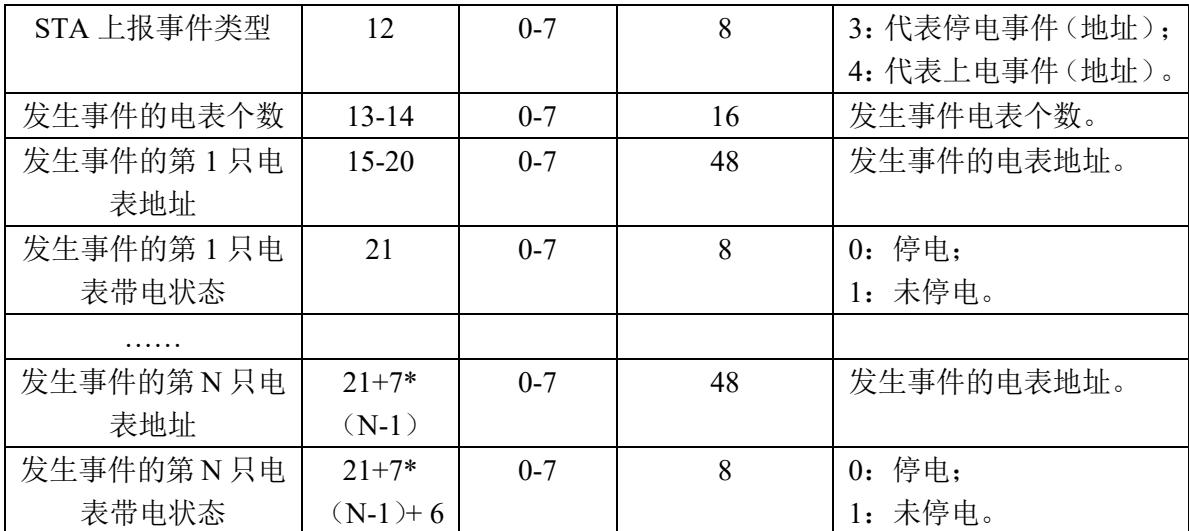 STA 上报事件类型 12 0-7 8 3：代表停电事件（地址）；
4：代表上电事件（地址）。
发生事件的电表个数 13-14 0-7 16 发生事件电表个数。
发生事件的第 1 只电 15-20 0-7 48 发生事件的电表地址。
表地址
发生事件的第 1 只电 21 0-7 8 0：停电；
表带电状态 1：未停电。
……
发生事件的第 N 只电 21+7* 0-7 48 发生事件的电表地址。
表地址 （N-1）
发生事件的第 N 只电 21+7* 0-7 8 0：停电；
表带电状态 （N-1）+ 6 1：未停电。